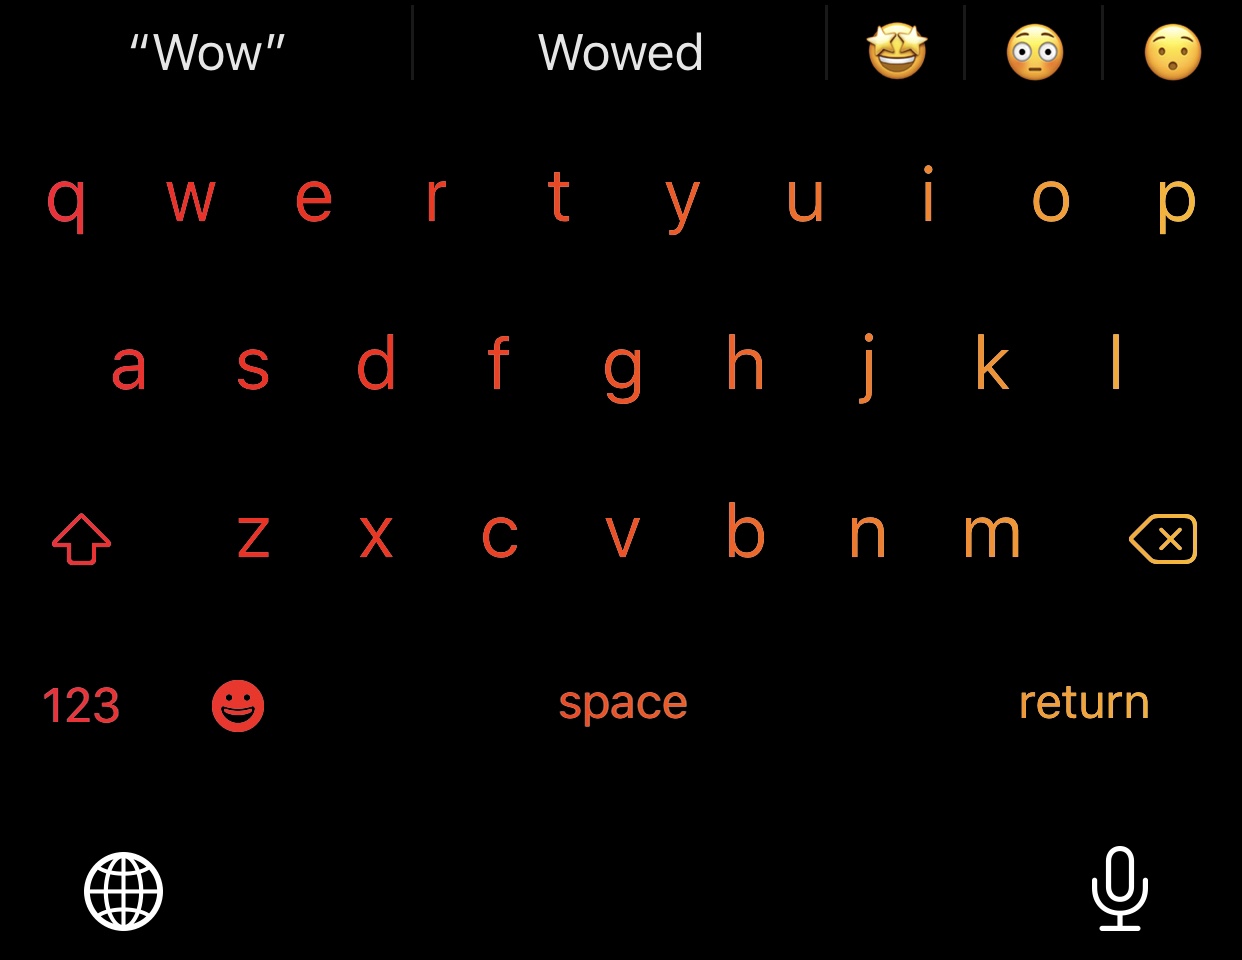 “Wow” Wowed 🤩 😳 😯
q w e r t y u i o p
a s d f g h j k l
z x c v b n m
123 space return